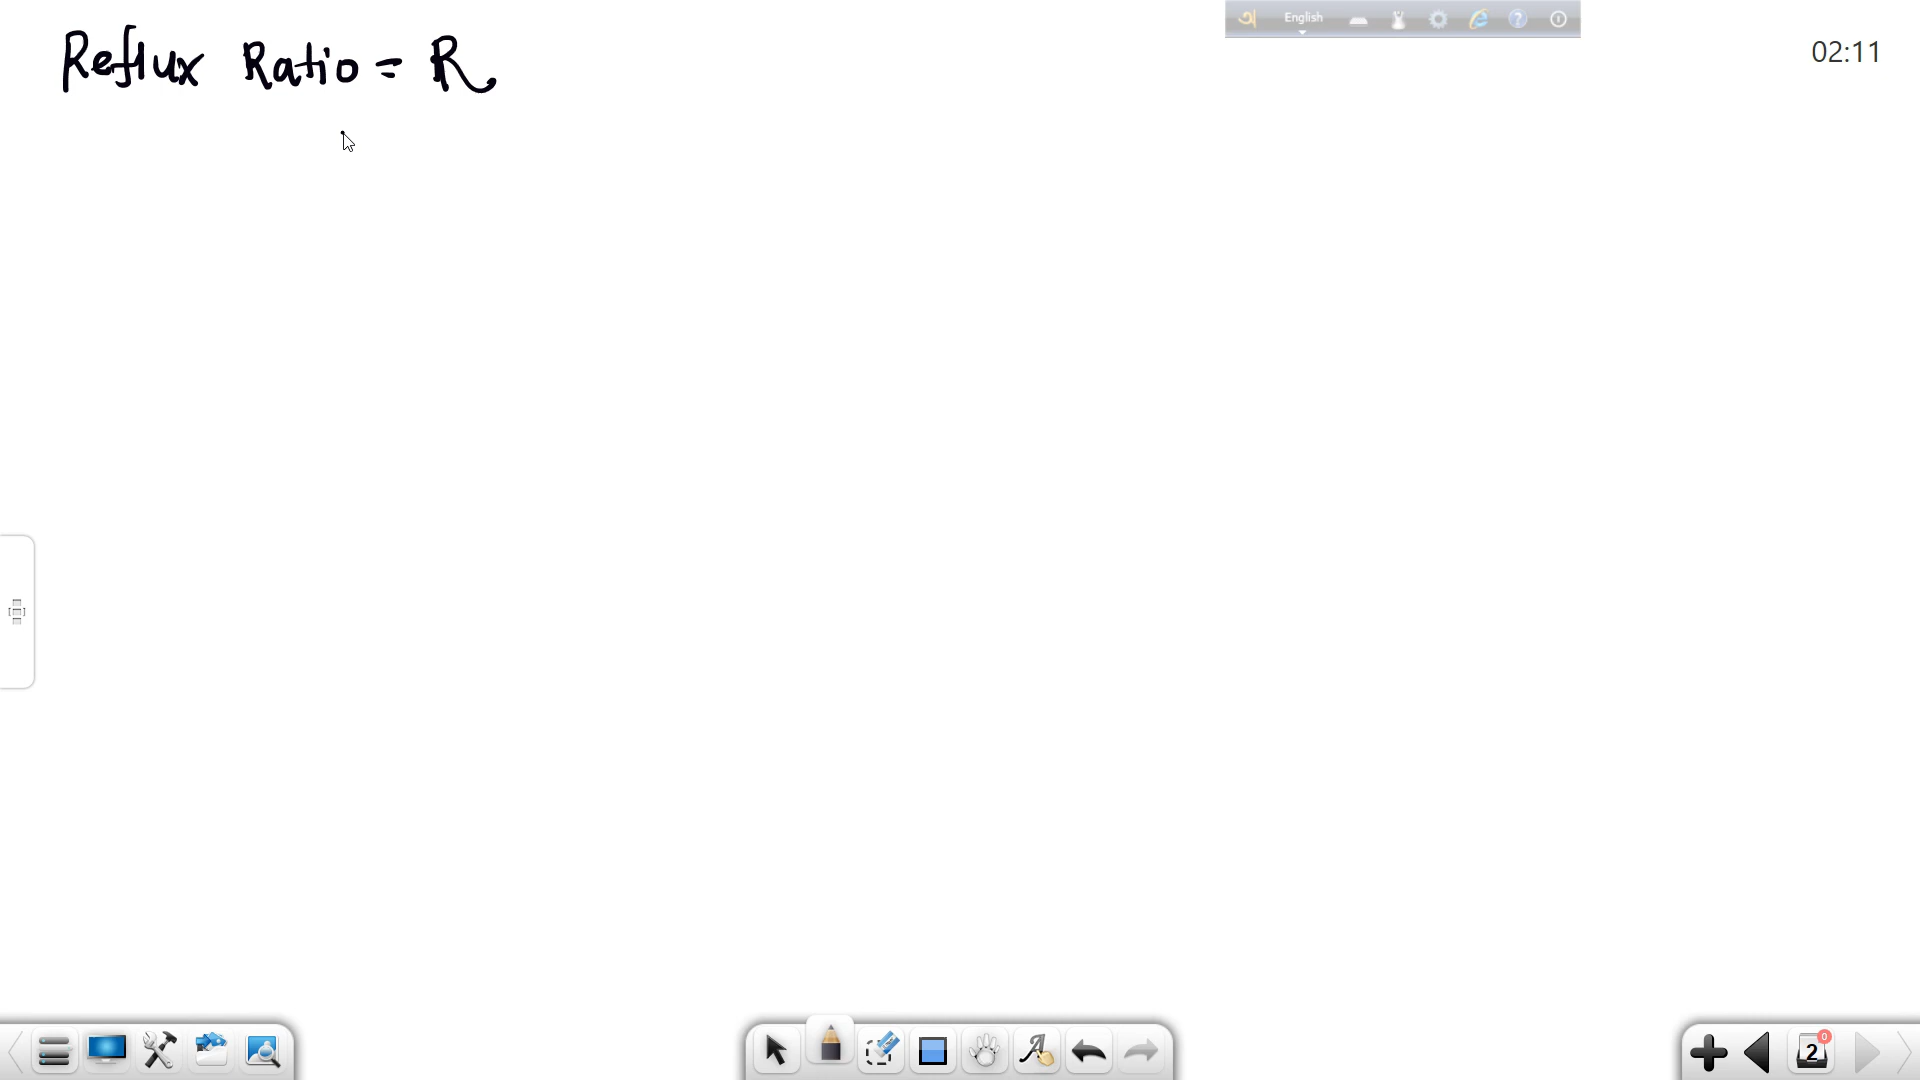 Reflux Ratio = R
English
02:11
অ
2
0